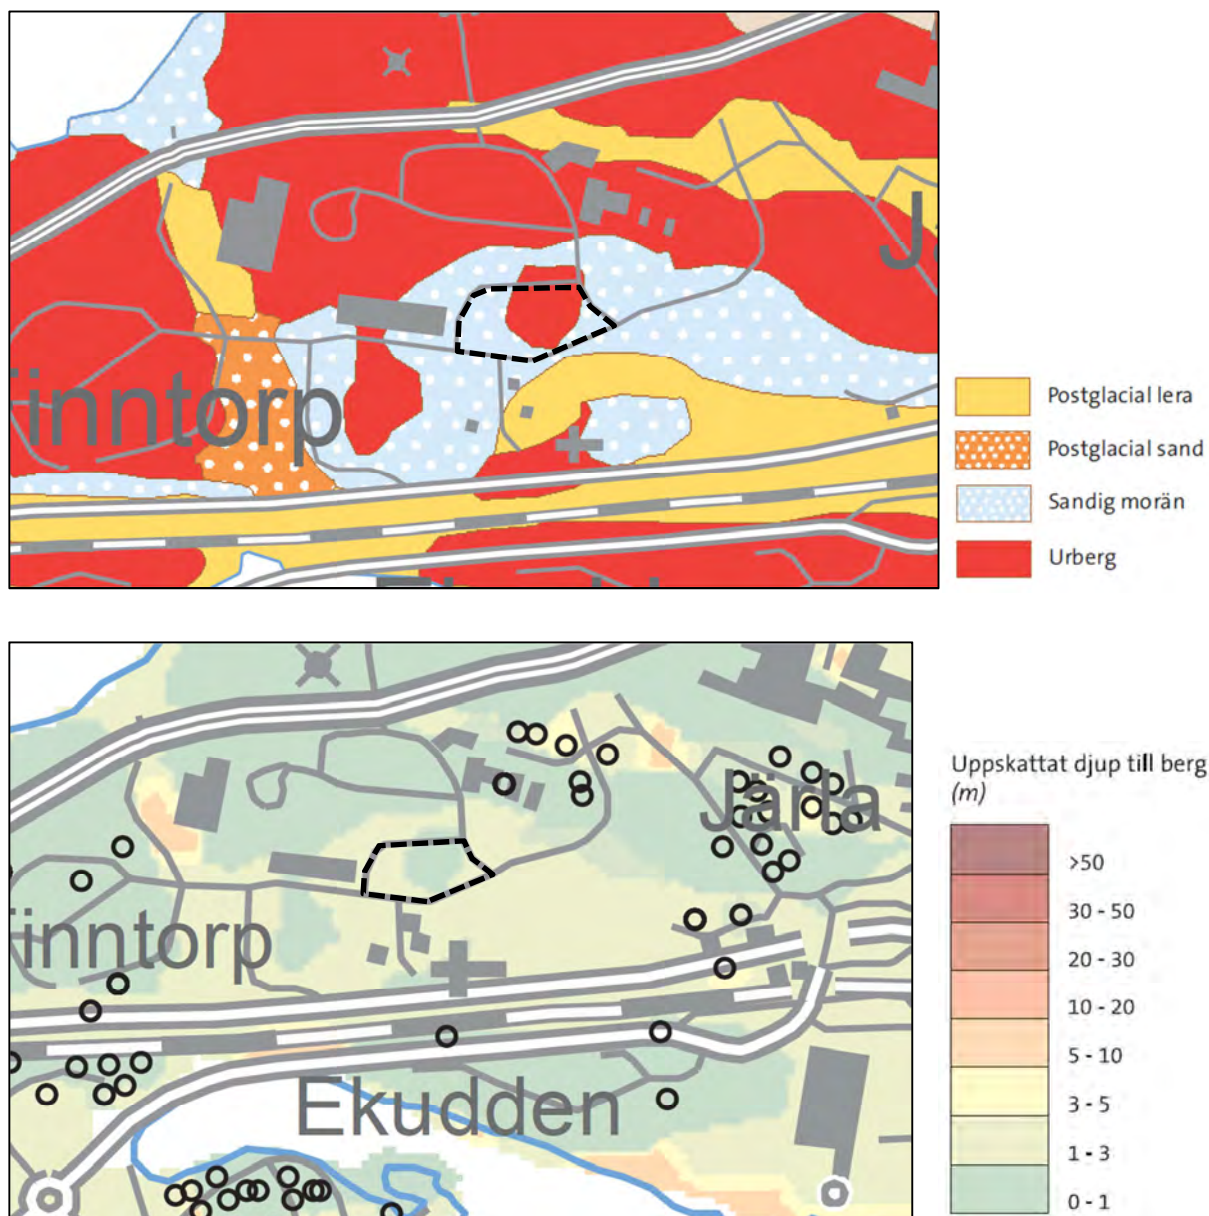 J
inntorp
Postglacial lera
Postglacial sand
Sandig morän
Urberg
Järla
inntorp
Ekudden
Uppskattat djup till berg
(m)
>50
30 - 50
20 - 30
10 - 20
5 - 10
3 - 5
1 - 3
0 - 1